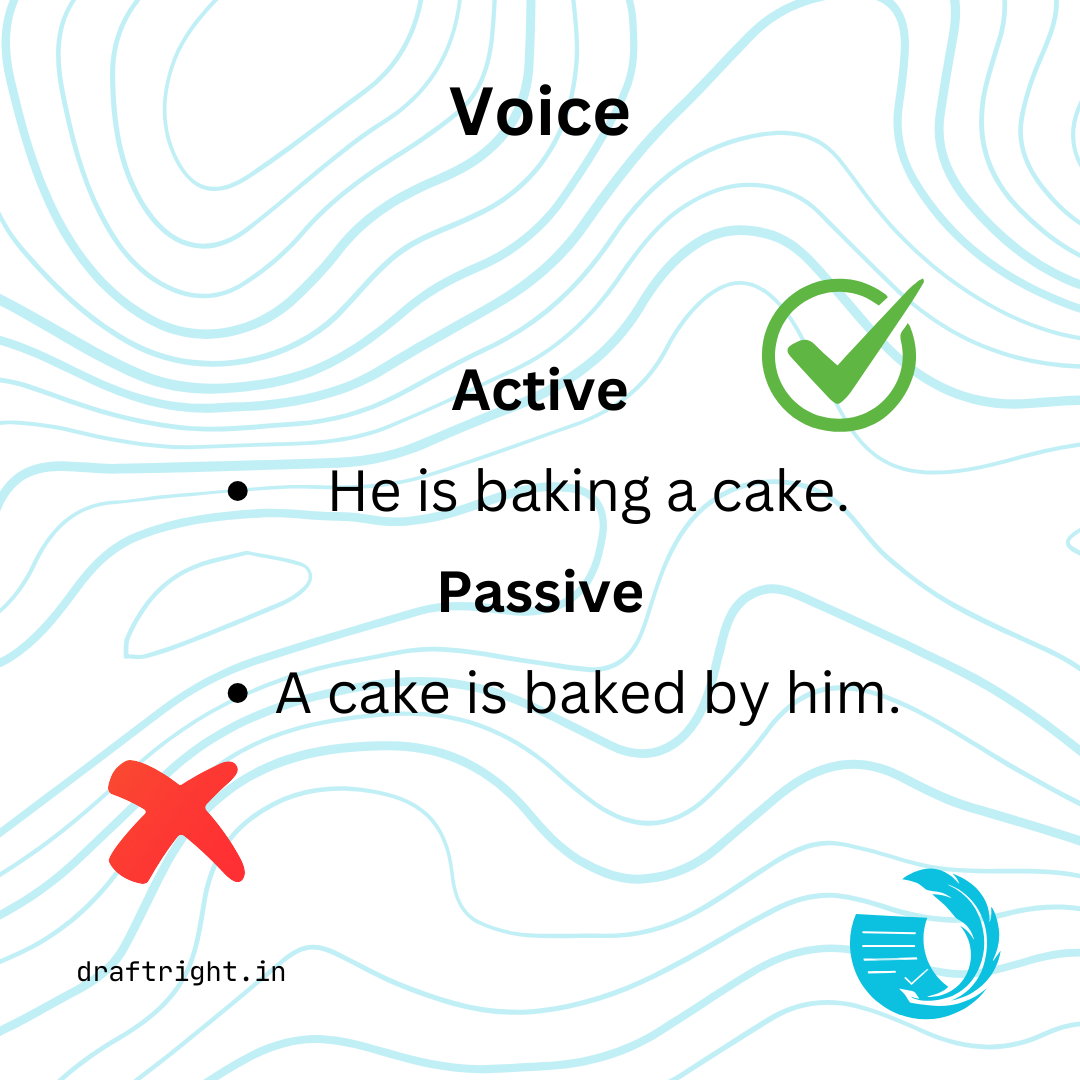 Voice
Active
• He is baking a cake.
Passive
• A cake is baked by him.
draftright.in